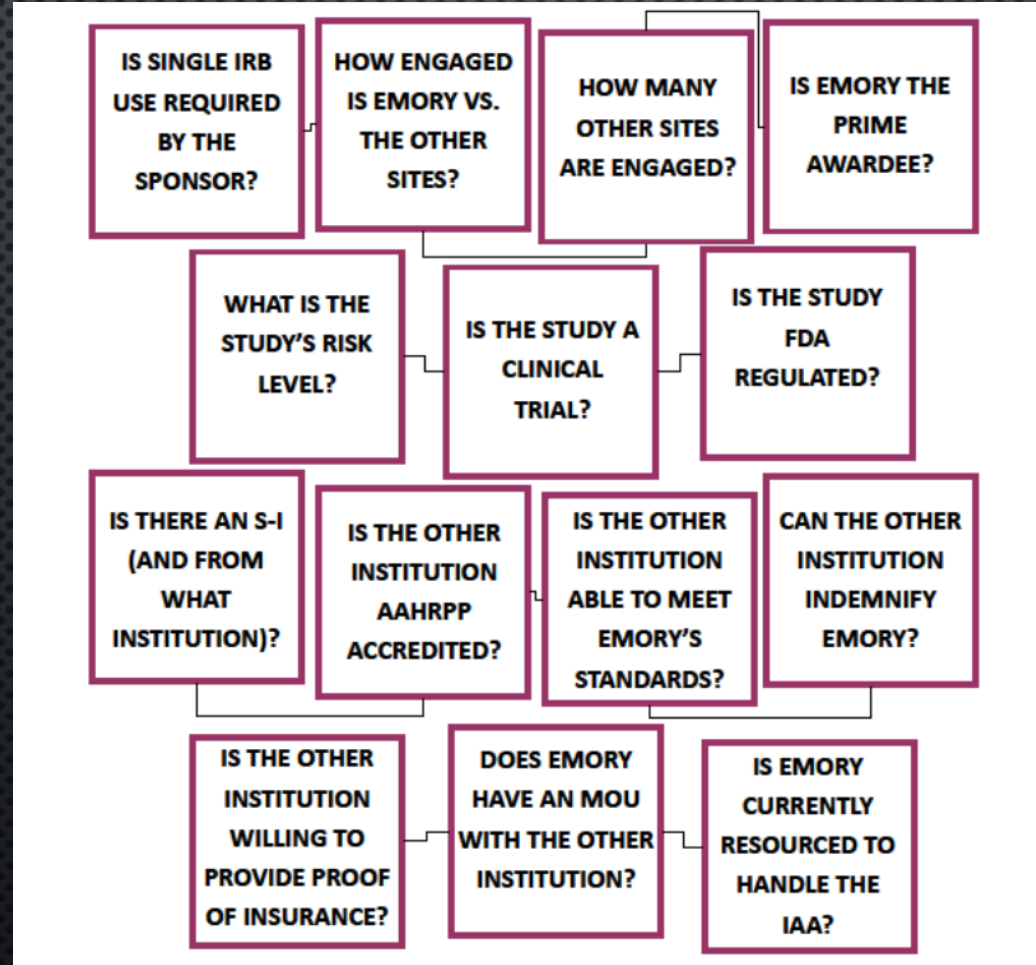 IS SINGLE IRB
USE REQUIRED
BY THE
SPONSOR?
HOW ENGAGED
IS EMORY VS.
THE OTHER
SITES?
HOW MANY
OTHER SITES
ARE ENGAGED?
IS EMORY THE
PRIME
AWARDEE?
WHAT IS THE
STUDY’S RISK
LEVEL?
IS THE STUDY A
CLINICAL
TRIAL?
IS THE STUDY
FDA
REGULATED?
IS THERE AN S-I
(AND FROM
WHAT
INSTITUTION)?
IS THE OTHER
INSTITUTION
AAHRPP
ACCREDITED?
IS THE OTHER
INSTITUTION
ABLE TO MEET
EMORY’S
STANDARDS?
CAN THE OTHER
INSTITUTION
INDEMNIFY
EMORY?
IS THE OTHER
INSTITUTION
WILLING TO
PROVIDE PROOF
OF INSURANCE?
DOES EMORY
HAVE AN MOU
WITH THE OTHER
INSTITUTION?
IS EMORY
CURRENTLY
RESOURCED TO
HANDLE THE
IAA?